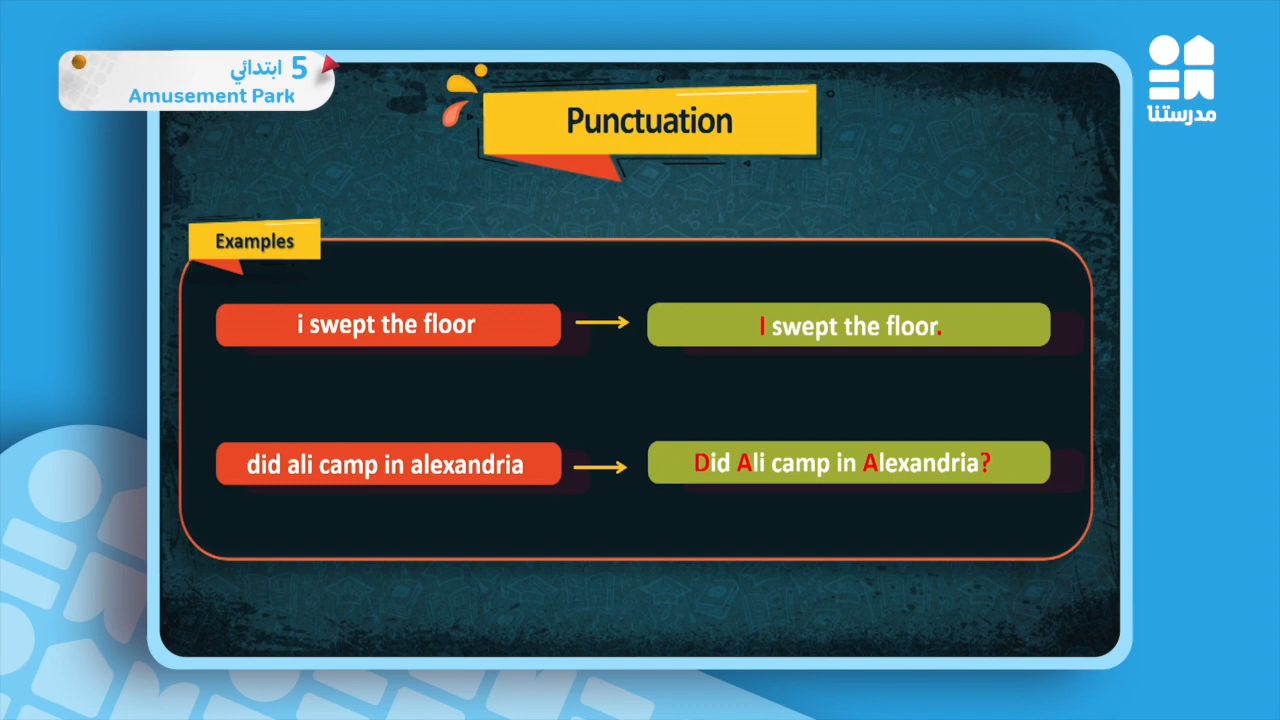 5 ابتدائي
Amusement Park
مدرستنا
Punctuation
Examples
i swept the floor
I swept the floor.
did ali camp in alexandria
Did Ali camp in Alexandria?